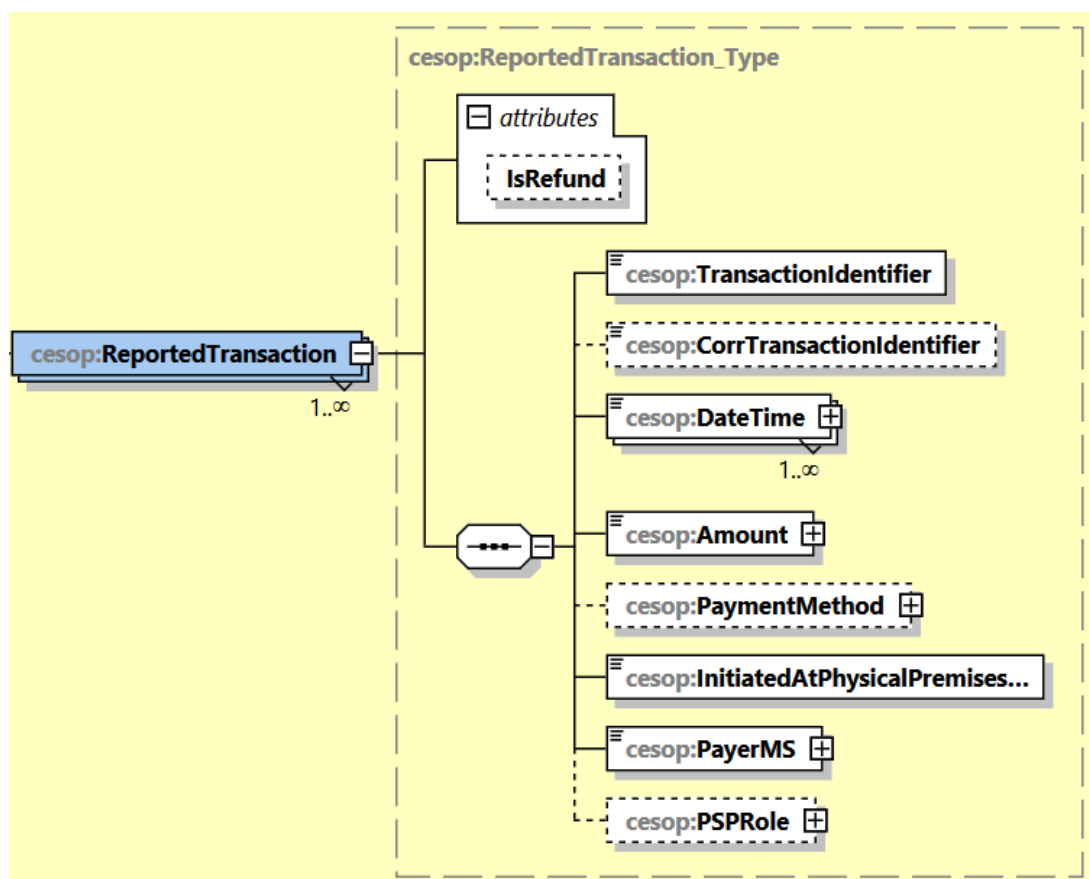 cesop:ReportedTransaction_Type
attributes
IsRefund
cesop:TransactionIdentifier
cesop:CorrTransactionIdentifier
cesop:ReportedTransaction
1..∞
cesop:DateTime
1..∞
cesop:Amount
cesop:PaymentMethod
cesop:InitiatedAtPhysicalPremises...
cesop:PayerMS
cesop:PSPRole